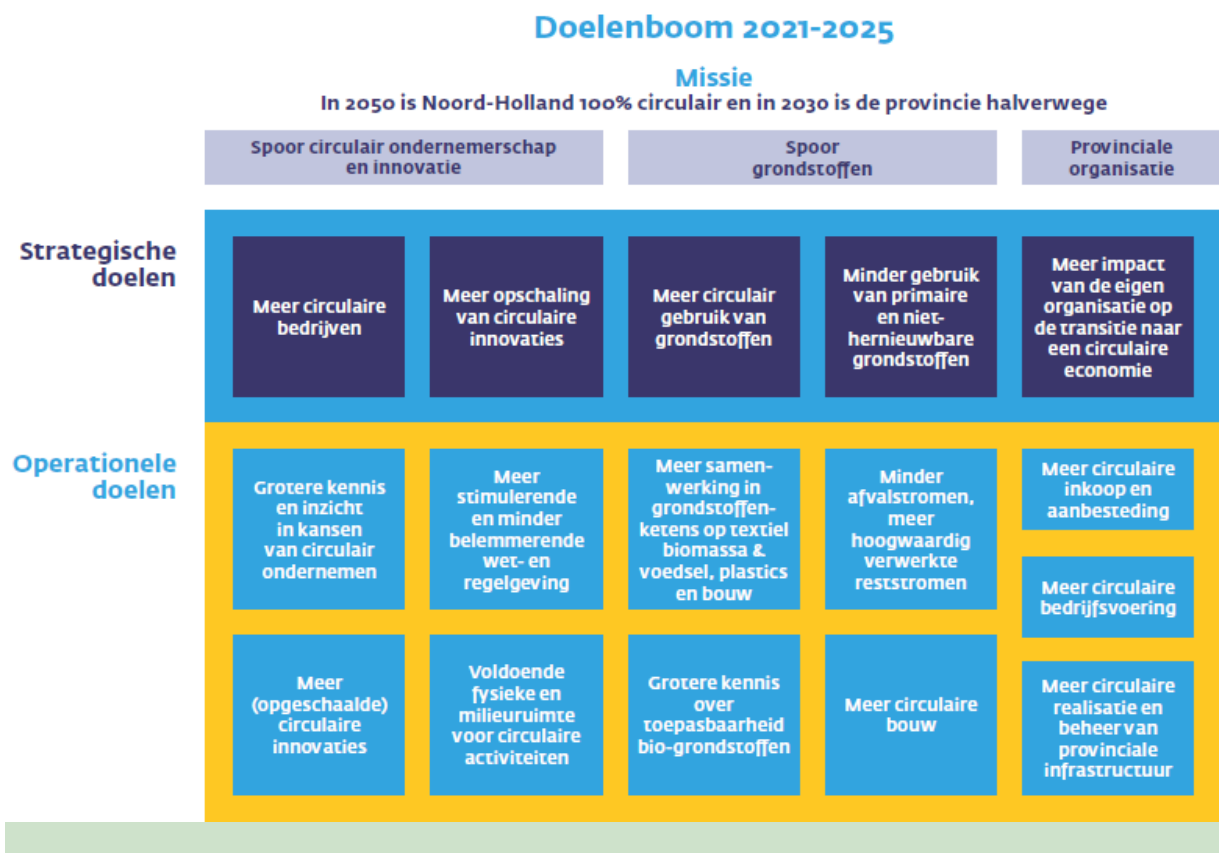 Doelenboom 2021-2025
Missie
In 2050 is Noord-Holland 100% circulair en in 2030 is de provincie halverwege
Spoor circulair ondernemerschap
en innovatie
Spoor
grondstoffen
Provinciale
organisatie
Strategische
doelen
Meer circulaire
bedrijven
Meer opschaling
van circulaire
innovaties
Meer circulair
gebruik van
grondstoffen
Minder gebruik
van primaire
en niet-
hernieuwbare
grondstoffen
Meer impact
van de eigen
organisatie op
de transitie naar
een circulaire
economie
Operationele
doelen
Grotere kennis
en inzicht
in kansen
van circulair
ondernemen
Meer
stimulerende
en minder
belemmerende
wet- en
regelgeving
Meer samen-
werking in
grondstoffen-
ketens op textiel
biomassa &
voedsel, plastics
en bouw
Minder
afvalstromen,
meer
hoogwaardig
verwerkte
reststromen
Meer circulaire
inkoop en
aanbesteding
Meer circulaire
bedrijfsvoering
Meer
(opgeschaalde)
circulaire
innovaties
Voldoende
fysieke en
milieuruimte
voor circulaire
activiteiten
Grotere kennis
over
toepasbaarheid
bio-grondstoffen
Meer circulaire
bouw
Meer circulaire
realisatie en
beheer van
provinciale
infrastructuur